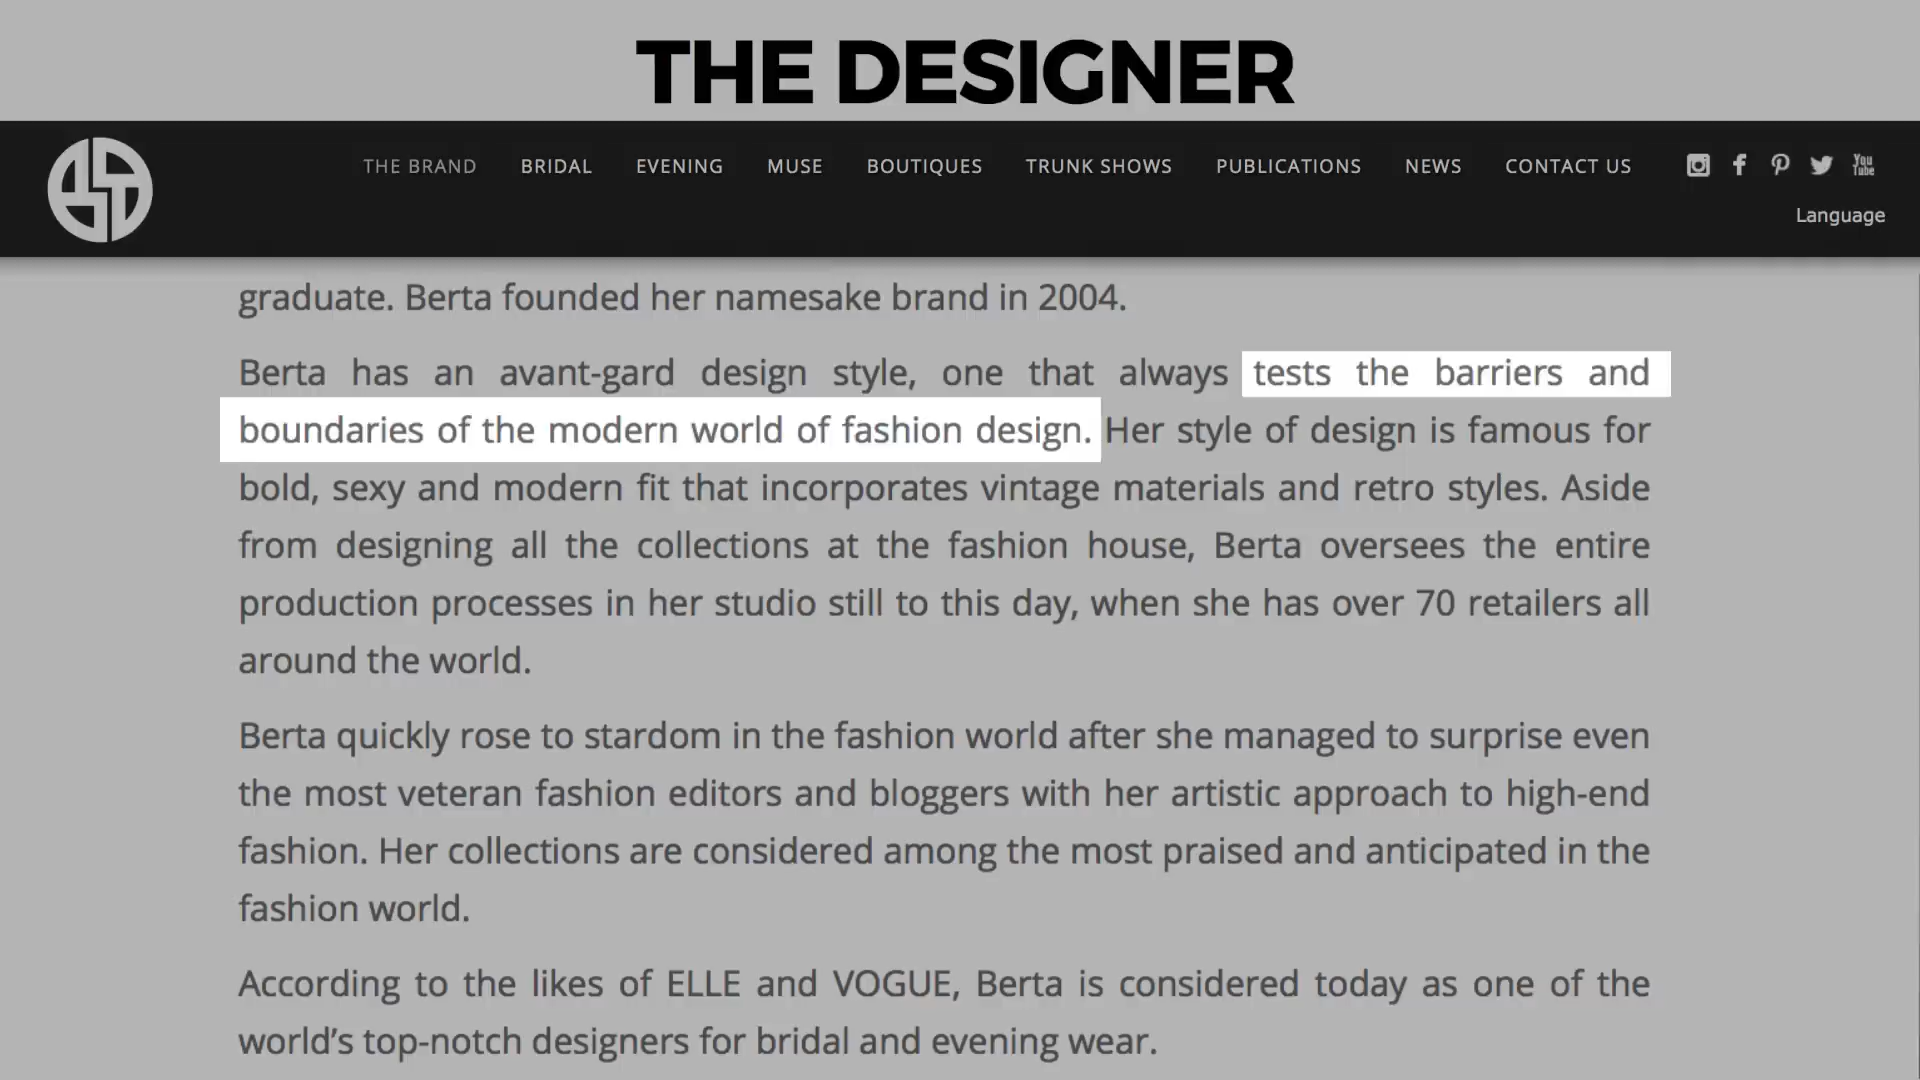 THE DESIGNER
THE BRAND BRIDAL EVENING MUSE BOUTIQUES TRUNK SHOWS PUBLICATIONS NEWS CONTACT US
You
Tube
Language
graduate. Berta founded her namesake brand in 2004.
Berta has an avant-gard design style, one that always tests the barriers and
boundaries of the modern world of fashion design. Her style of design is famous for
bold, sexy and modern fit that incorporates vintage materials and retro styles. Aside
from designing all the collections at the fashion house, Berta oversees the entire
production processes in her studio still to this day, when she has over 70 retailers all
around the world.
Berta quickly rose to stardom in the fashion world after she managed to surprise even
the most veteran fashion editors and bloggers with her artistic approach to high-end
fashion. Her collections are considered among the most praised and anticipated in the
fashion world.
According to the likes of ELLE and VOGUE, Berta is considered today as one of the
world’s top-notch designers for bridal and evening wear.